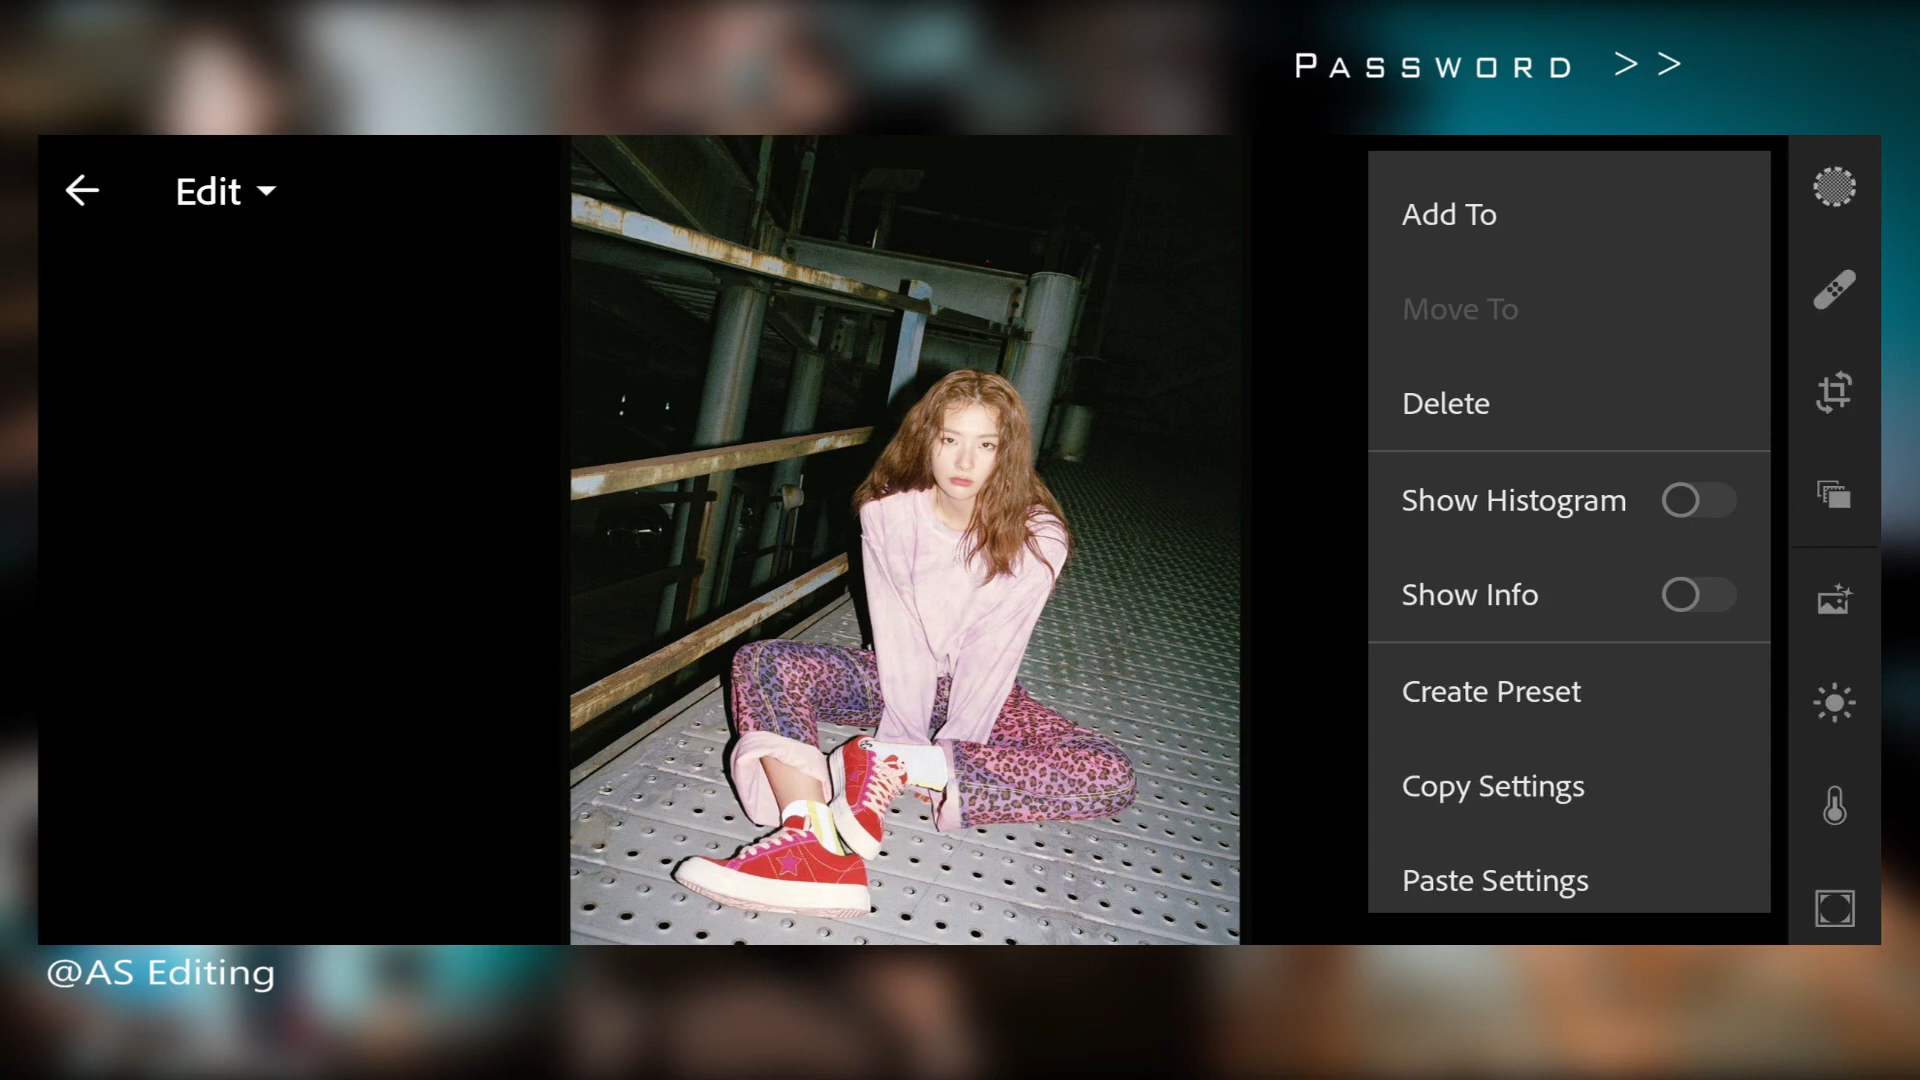 PASSWORD >>
Edit
Add To
Move To
Delete
Show Histogram
Show Info
Create Preset
Copy Settings
Paste Settings
@AS Editing